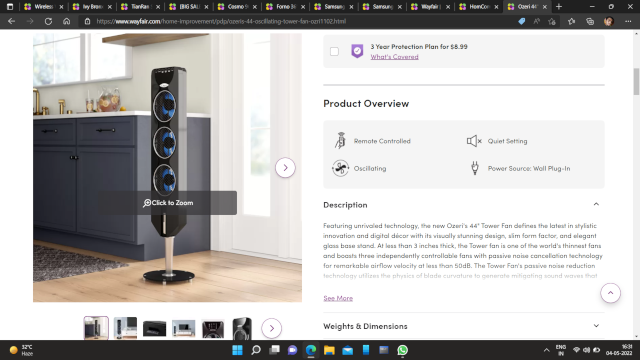 Wireless
Ivy Bron
TianFan
(BIG SAL
Cosmo 5
Forno 3
Samsung
Samsung
Wayfair
HomCon
Ozeri 44"
https://www.wayfair.com/home-improvement/pdp/ozeris-44-oscillating-tower-fan-ozri1102.html
3 Year Protection Plan for $8.99
What's Covered
Product Overview
Remote Controlled
Quiet Setting
Oscillating
Power Source: Wall Plug-In
Click to Zoom
Description
Featuring unrivaled technology, the new Ozeri's 44" Tower Fan defines the latest in stylistic
innovation and digital décor with its visually stunning design, slim form factor, and elegant
glass base stand. At less than 3 inches thick, the Tower fan is one of the world's thinnest fans
and boasts three independently controllable fans with passive noise cancellation technology
for remarkable airflow velocity at less than 50dB. The Tower Fan's passive noise reduction
technology utilizes the physics of blade curvature to generate mitigating sound waves that
See More
Weights & Dimensions
32°C
Haze
ENG
IN
16:31
04-05-2022